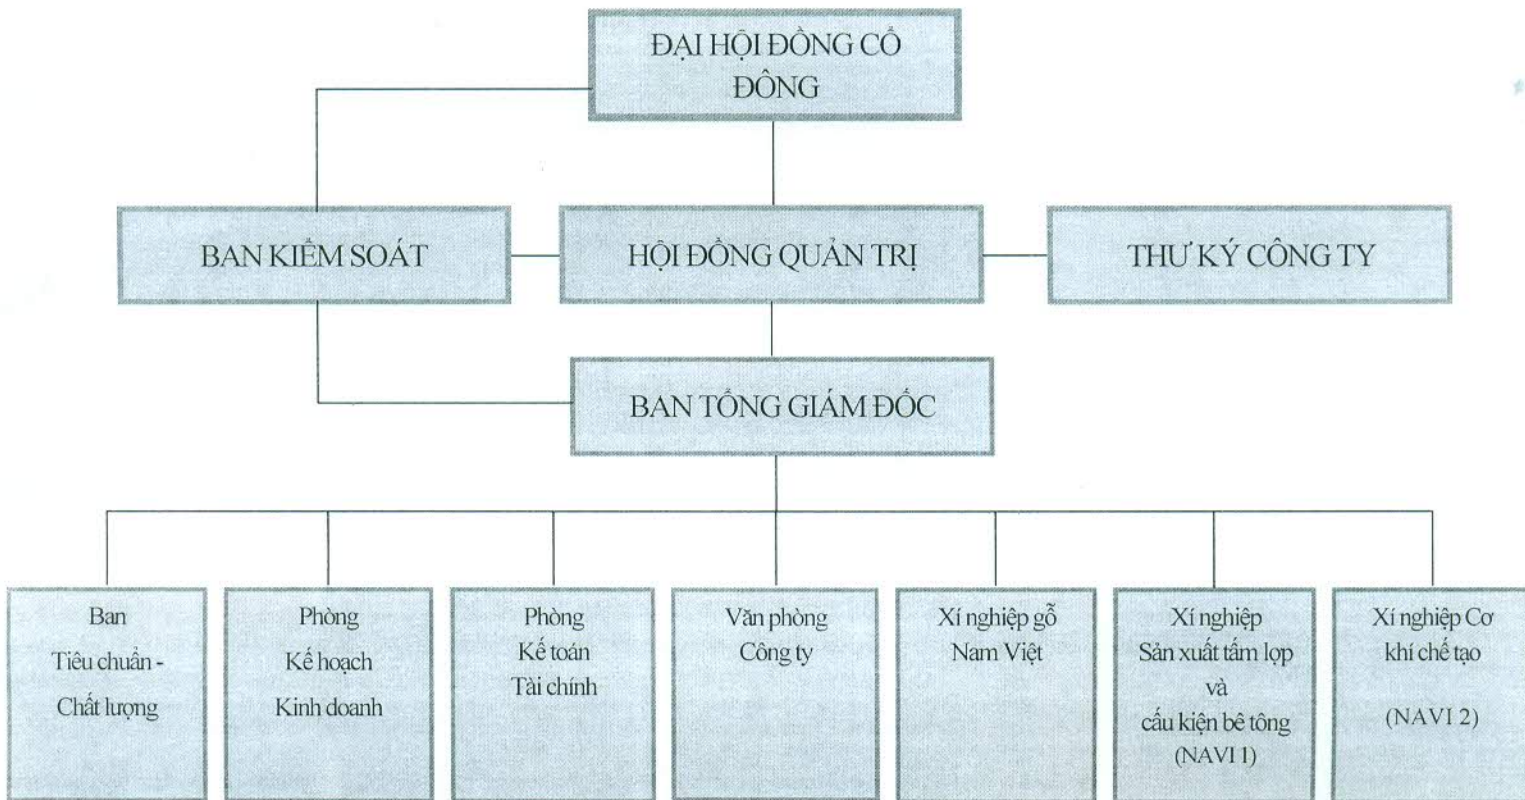 ĐẠI HỘI ĐỒNG CỔ
ĐÔNG
BAN KIỂM SOÁT
HỘI ĐỒNG QUẢN TRỊ
THƯ KÝ CÔNG TY
BAN TỔNG GIÁM ĐỐC
Ban
Tiêu chuẩn -
Chất lượng
Phòng
Kế hoạch
Kinh doanh
Phòng
Kế toán
Tài chính
Văn phòng
Công ty
Xí nghiệp gỗ
Nam Việt
Xí nghiệp
Sản xuất tấm lợp
và
cấu kiện bê tông
(NAVI 1)
Xí nghiệp Cơ
khí chế tạo
(NAVI 2)